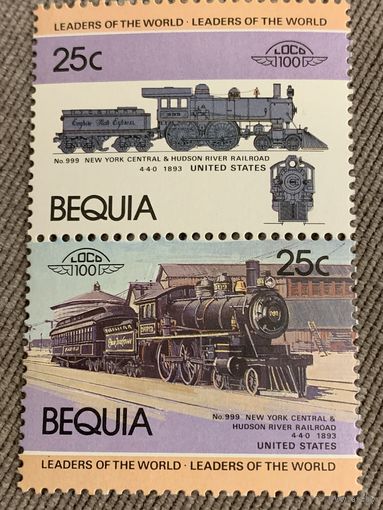 LEADERS OF THE WORLD · LEADERS OF THE WORLD
25c
LOCO
100
Empire State Express
No.999 NEW YORK CENTRAL & HUDSON RIVER RAILROAD
4·4·0 1893 UNITED STATES
BEQUIA
LOCO
100
25c
999
BEQUIA
No.999 NEW YORK CENTRAL &
HUDSON RIVER RAILROAD
4·4·0 1893
UNITED STATES
LEADERS OF THE WORLD · LEADERS OF THE WORLD